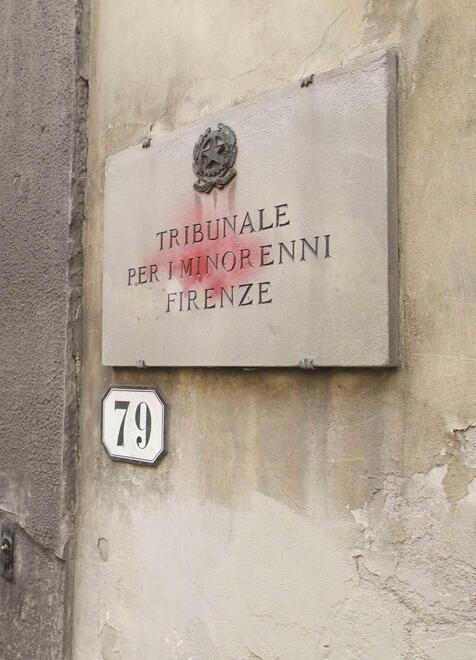 TRIBUNALE
PER I MINORENNI
FIRENZE
79